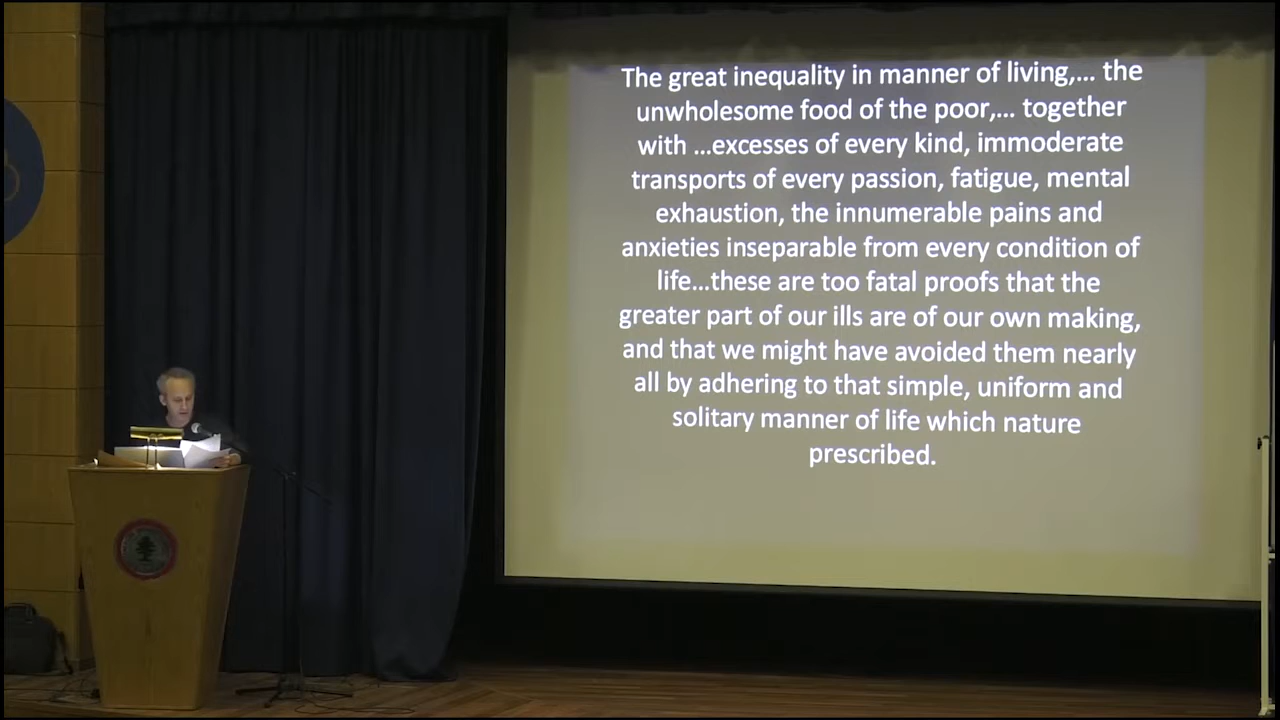 The great inequality in manner of living,... the
unwholesome food of the poor,... together
with ...excesses of every kind, immoderate
transports of every passion, fatigue, mental
exhaustion, the innumerable pains and
anxieties inseparable from every condition of
life...these are too fatal proofs that the
greater part of our ills are of our own making,
and that we might have avoided them nearly
all by adhering to that simple, uniform and
solitary manner of life which nature
prescribed.